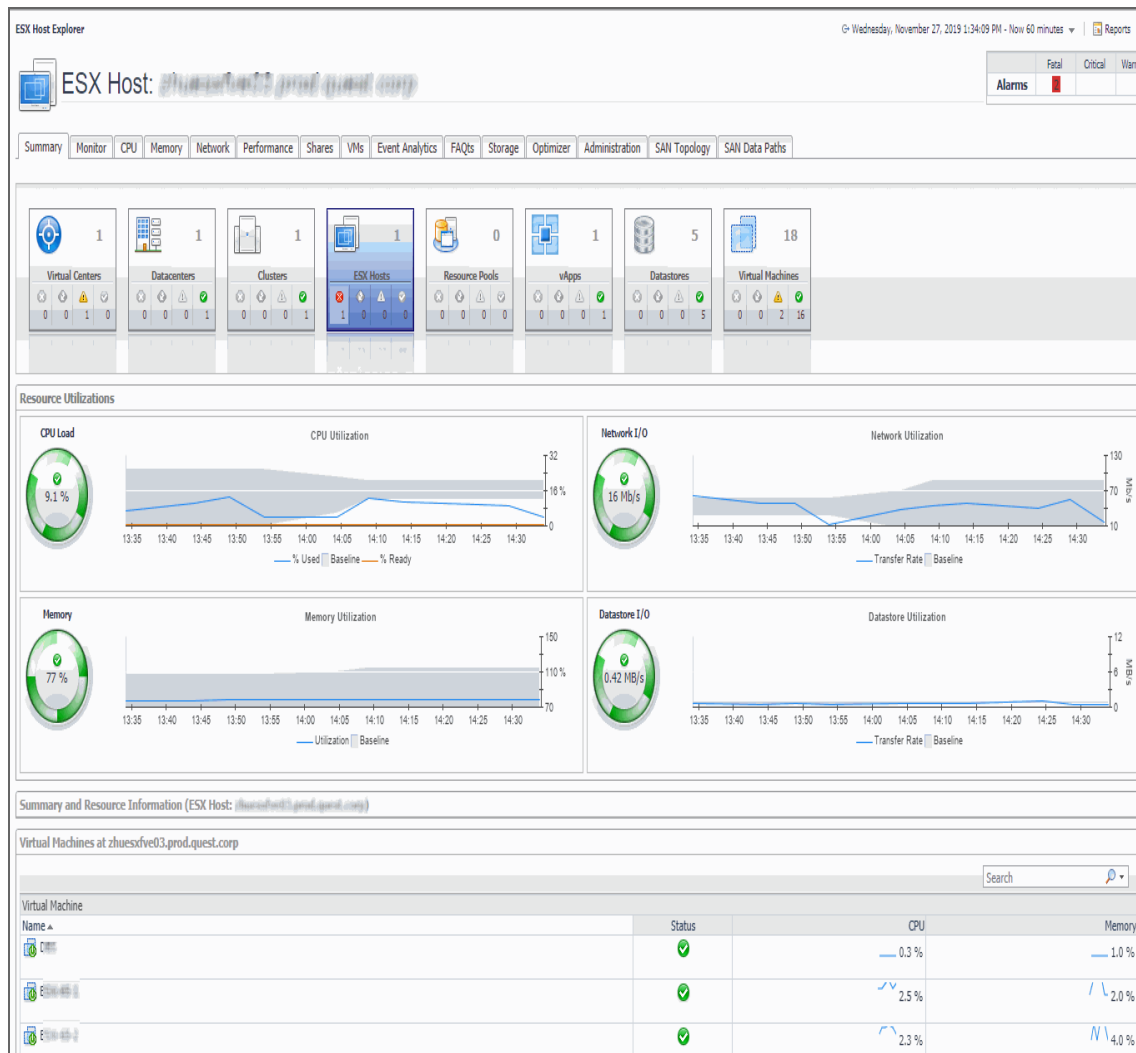 ESX Host Explorer
Wednesday, November 27, 2019 1:34:09 PM - Now 60 minutes Reports
ESX Host:
Fatal Critical Warn
Alarms 2
Summary Monitor CPU Memory Network Performance Shares VMs Event Analytics FAQts Storage Optimizer Administration SAN Topology SAN Data Paths
1 1 1 1 0 1 5 18
Virtual Centers Datacenters Clusters ESX Hosts Resource Pools vApps Datastores Virtual Machines
0 0 1 0 0 0 0 1 0 0 0 1 1 0 0 0 0 0 0 0 0 0 0 1 0 0 0 5 0 0 2 16
Resource Utilizations
CPU Load CPU Utilization
32
9.1 % 16 %
0
13:35 13:40 13:45 13:50 13:55 14:00 14:05 14:10 14:15 14:20 14:25 14:30
% Used Baseline % Ready
Network I/O Network Utilization
130
16 Mb/s 70 Mb/s
10
13:35 13:40 13:45 13:50 13:55 14:00 14:05 14:10 14:15 14:20 14:25 14:30
Transfer Rate Baseline
Memory Memory Utilization
150
77 % 110 %
70
13:35 13:40 13:45 13:50 13:55 14:00 14:05 14:10 14:15 14:20 14:25 14:30
Utilization Baseline
Datastore I/O Datastore Utilization
12
0.42 MB/s 6 MB/s
0
13:35 13:40 13:45 13:50 13:55 14:00 14:05 14:10 14:15 14:20 14:25 14:30
Transfer Rate Baseline
Summary and Resource Information (ESX Host:
Virtual Machines at zhuesxfve03.prod.quest.corp
Search
Virtual Machine
Name Status CPU Memory
0.3 % 1.0 %
2.5 % 2.0 %
2.3 % 4.0 %